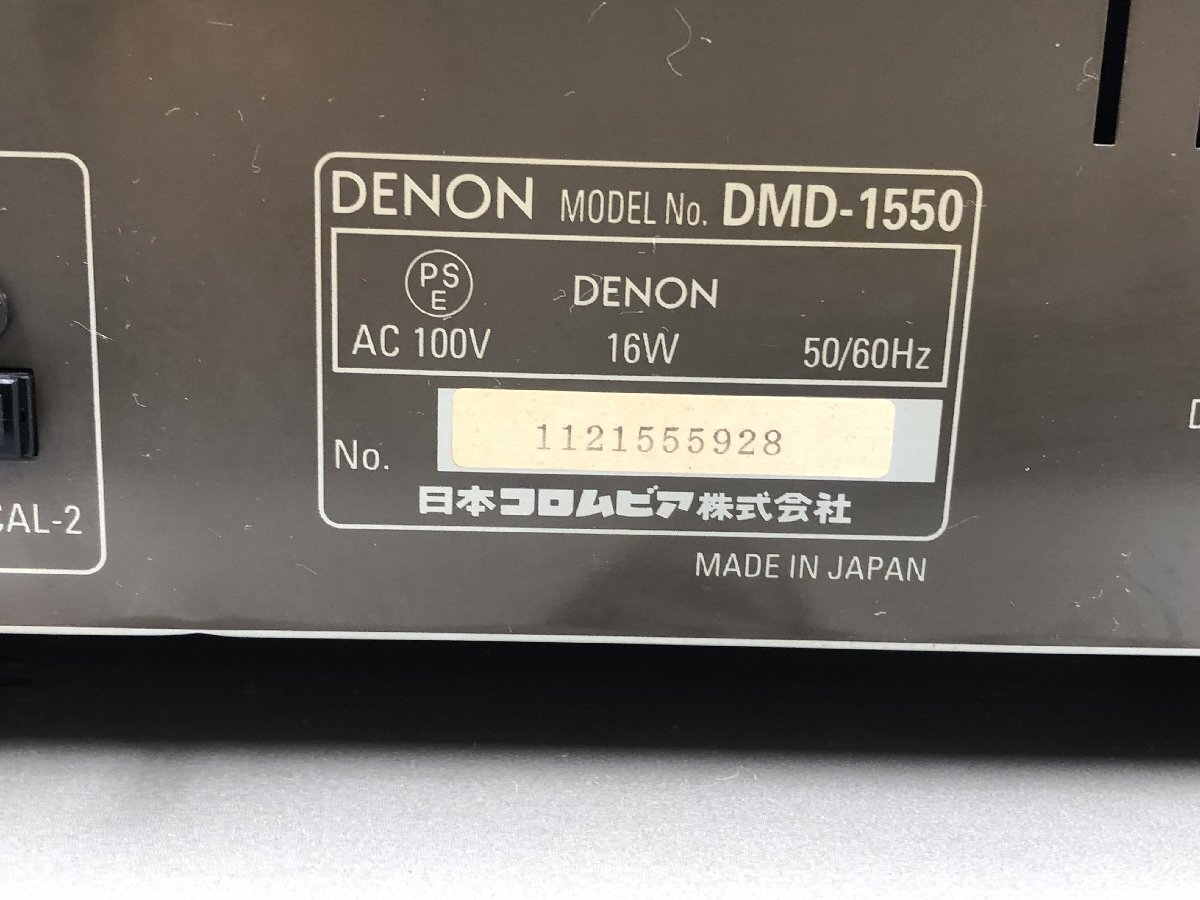 DENON MODEL No. DMD-1550
PS
E
DENON
AC 100V 16W 50/60Hz
No. 1121555928
日本コロムビア株式会社
MADE IN JAPAN
CAL-2